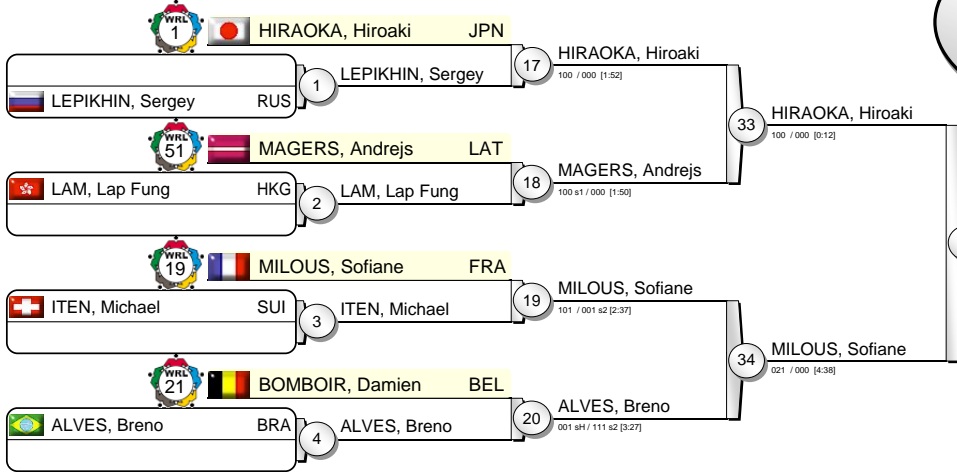 WRL
1
HIRAOKA, Hiroaki JPN
17
HIRAOKA, Hiroaki
100 / 000 [1:52]
1
LEPIKHIN, Sergey
LEPIKHIN, Sergey RUS
33
HIRAOKA, Hiroaki
100 / 000 [0:12]
WRL
51
MAGERS, Andrejs LAT
18
MAGERS, Andrejs
100 s1 / 000 [1:50]
LAM, Lap Fung HKG
2
LAM, Lap Fung
WRL
19
MILOUS, Sofiane FRA
19
MILOUS, Sofiane
101 / 001 s2 [2:37]
ITEN, Michael SUI
3
ITEN, Michael
34
MILOUS, Sofiane
021 / 000 [4:38]
WRL
21
BOMBOIR, Damien BEL
20
ALVES, Breno
001 sH / 111 s2 [3:27]
ALVES, Breno BRA
4
ALVES, Breno